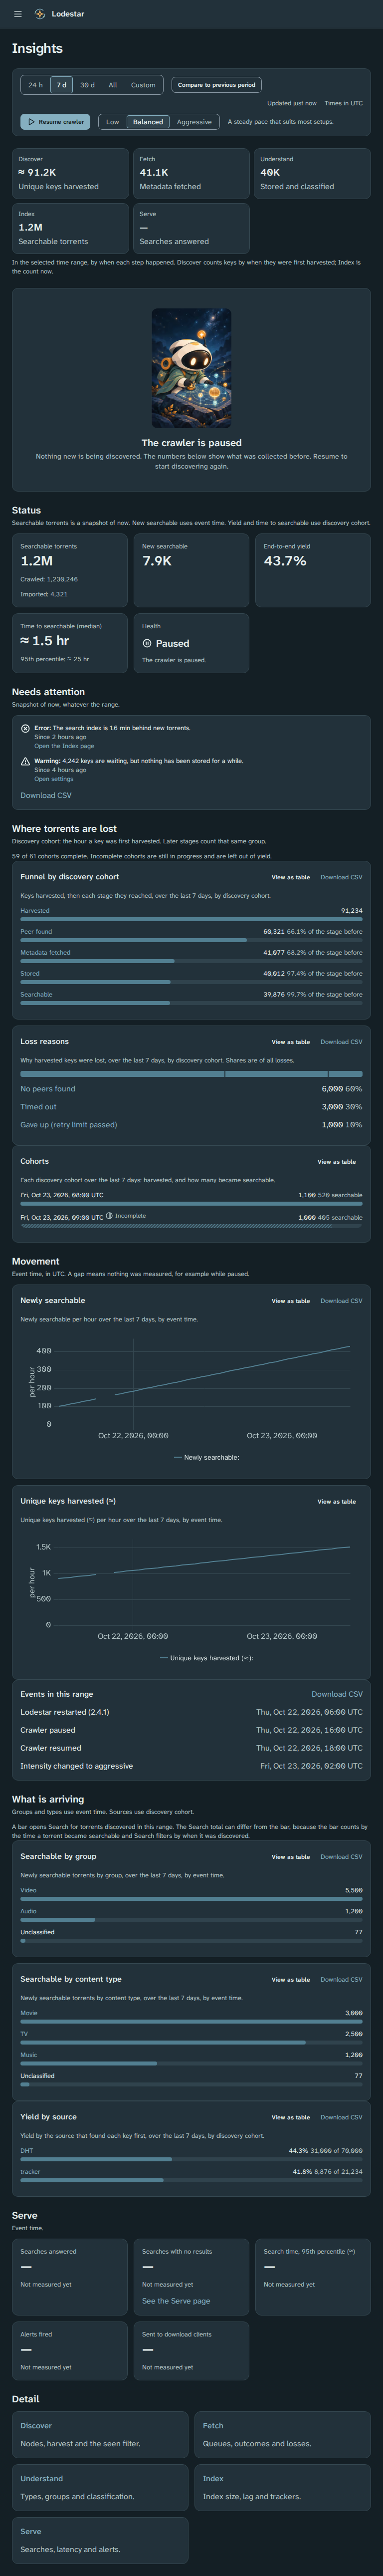 Lodestar
Insights
24 h 7 d 30 d All Custom Compare to previous period
Updated just now Times in UTC
Resume crawler Low Balanced Aggressive A steady pace that suits most setups.
Discover
≈ 91.2K
Unique keys harvested
Fetch
41.1K
Metadata fetched
Understand
40K
Stored and classified
Index
1.2M
Searchable torrents
Serve
—
Searches answered
In the selected time range, by when each step happened. Discover counts keys by when they were first harvested; Index is
the count now.
The crawler is paused
Nothing new is being discovered. The numbers below show what was collected before. Resume to
start discovering again.
Status
Searchable torrents is a snapshot of now. New searchable uses event time. Yield and time to searchable use discovery cohort.
Searchable torrents
1.2M
Crawled: 1,230,246
Imported: 4,321
New searchable
7.9K
End-to-end yield
43.7%
Time to searchable (median)
≈ 1.5 hr
95th percentile: ≈ 25 hr
Health
Paused
The crawler is paused.
Needs attention
Snapshot of now, whatever the range.
Error: The search index is 1.6 min behind new torrents.
Since 2 hours ago
Open the Index page
Warning: 4,242 keys are waiting, but nothing has been stored for a while.
Since 4 hours ago
Open settings
Download CSV
Where torrents are lost
Discovery cohort: the hour a key was first harvested. Later stages count that same group.
59 of 61 cohorts complete. Incomplete cohorts are still in progress and are left out of yield.
Funnel by discovery cohort View as table Download CSV
Keys harvested, then each stage they reached, over the last 7 days, by discovery cohort.
Harvested 91,234
Peer found 60,321 66.1% of the stage before
Metadata fetched 41,077 68.2% of the stage before
Stored 40,012 97.4% of the stage before
Searchable 39,876 99.7% of the stage before
Loss reasons View as table Download CSV
Why harvested keys were lost, over the last 7 days, by discovery cohort. Shares are of all losses.
No peers found 6,000 60%
Timed out 3,000 30%
Gave up (retry limit passed) 1,000 10%
Cohorts View as table
Each discovery cohort over the last 7 days: harvested, and how many became searchable.
Fri, Oct 23, 2026, 08:00 UTC 1,100 520 searchable
Fri, Oct 23, 2026, 09:00 UTC Incomplete 1,000 405 searchable
Movement
Event time, in UTC. A gap means nothing was measured, for example while paused.
Newly searchable View as table Download CSV
Newly searchable per hour over the last 7 days, by event time.
400
300
200
100
0
per hour
Oct 22, 2026, 00:00 Oct 23, 2026, 00:00
Newly searchable:
Unique keys harvested (≈) View as table
Unique keys harvested (≈) per hour over the last 7 days, by event time.
1.5K
1K
500
0
per hour
Oct 22, 2026, 00:00 Oct 23, 2026, 00:00
Unique keys harvested (≈):
Events in this range Download CSV
Lodestar restarted (2.4.1) Thu, Oct 22, 2026, 06:00 UTC
Crawler paused Thu, Oct 22, 2026, 16:00 UTC
Crawler resumed Thu, Oct 22, 2026, 18:00 UTC
Intensity changed to aggressive Fri, Oct 23, 2026, 02:00 UTC
What is arriving
Groups and types use event time. Sources use discovery cohort.
A bar opens Search for torrents discovered in this range. The Search total can differ from the bar, because the bar counts by
the time a torrent became searchable and Search filters by when it was discovered.
Searchable by group View as table Download CSV
Newly searchable torrents by group, over the last 7 days, by event time.
Video 5,500
Audio 1,200
Unclassified 77
Searchable by content type View as table Download CSV
Newly searchable torrents by content type, over the last 7 days, by event time.
Movie 3,000
TV 2,500
Music 1,200
Unclassified 77
Yield by source View as table Download CSV
Yield by the source that found each key first, over the last 7 days, by discovery cohort.
DHT 44.3% 31,000 of 70,000
tracker 41.8% 8,876 of 21,234
Serve
Event time.
Searches answered
—
Not measured yet
Searches with no results
—
Not measured yet
See the Serve page
Search time, 95th percentile (≈)
—
Not measured yet
Alerts fired
—
Not measured yet
Sent to download clients
—
Not measured yet
Detail
Discover
Nodes, harvest and the seen filter.
Fetch
Queues, outcomes and losses.
Understand
Types, groups and classification.
Index
Index size, lag and trackers.
Serve
Searches, latency and alerts.